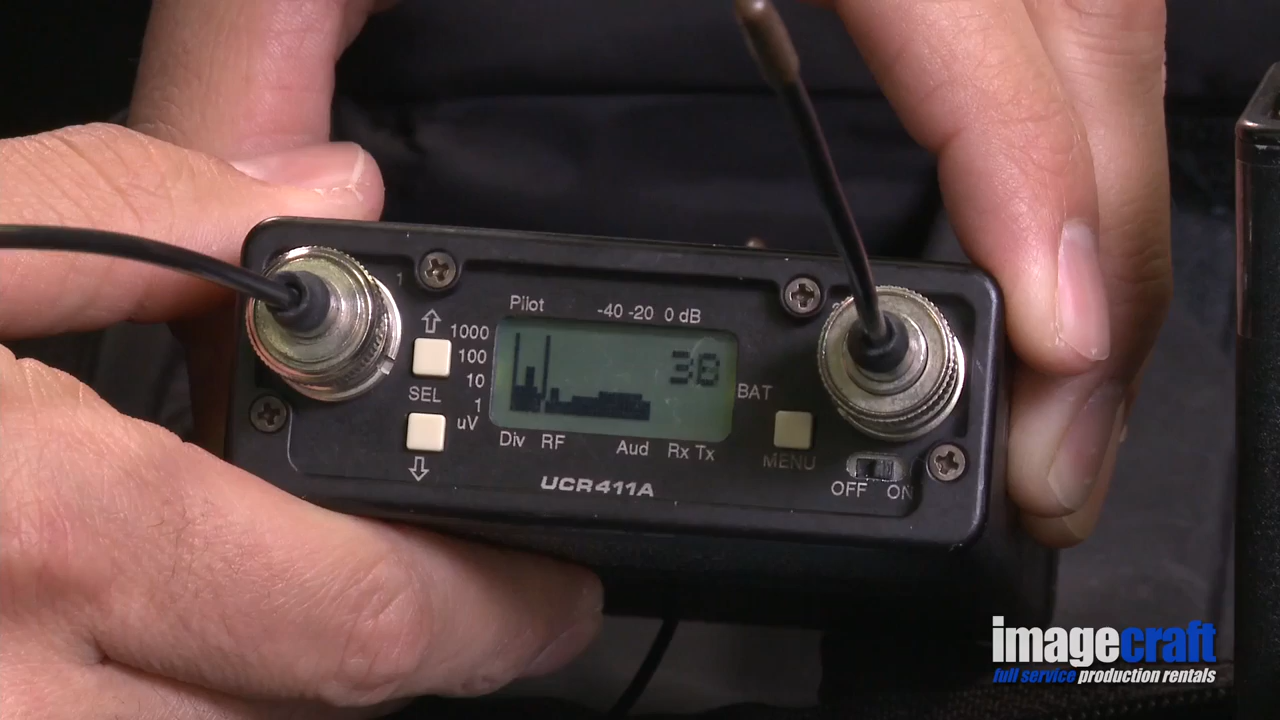 Pilot
-40 -20 0 dB
1000
100
10
1
uV
SEL
38
BAT
Div RF
Aud
Rx Tx
MENU
UCR411A
OFF ON
imagecraft
full service production rentals